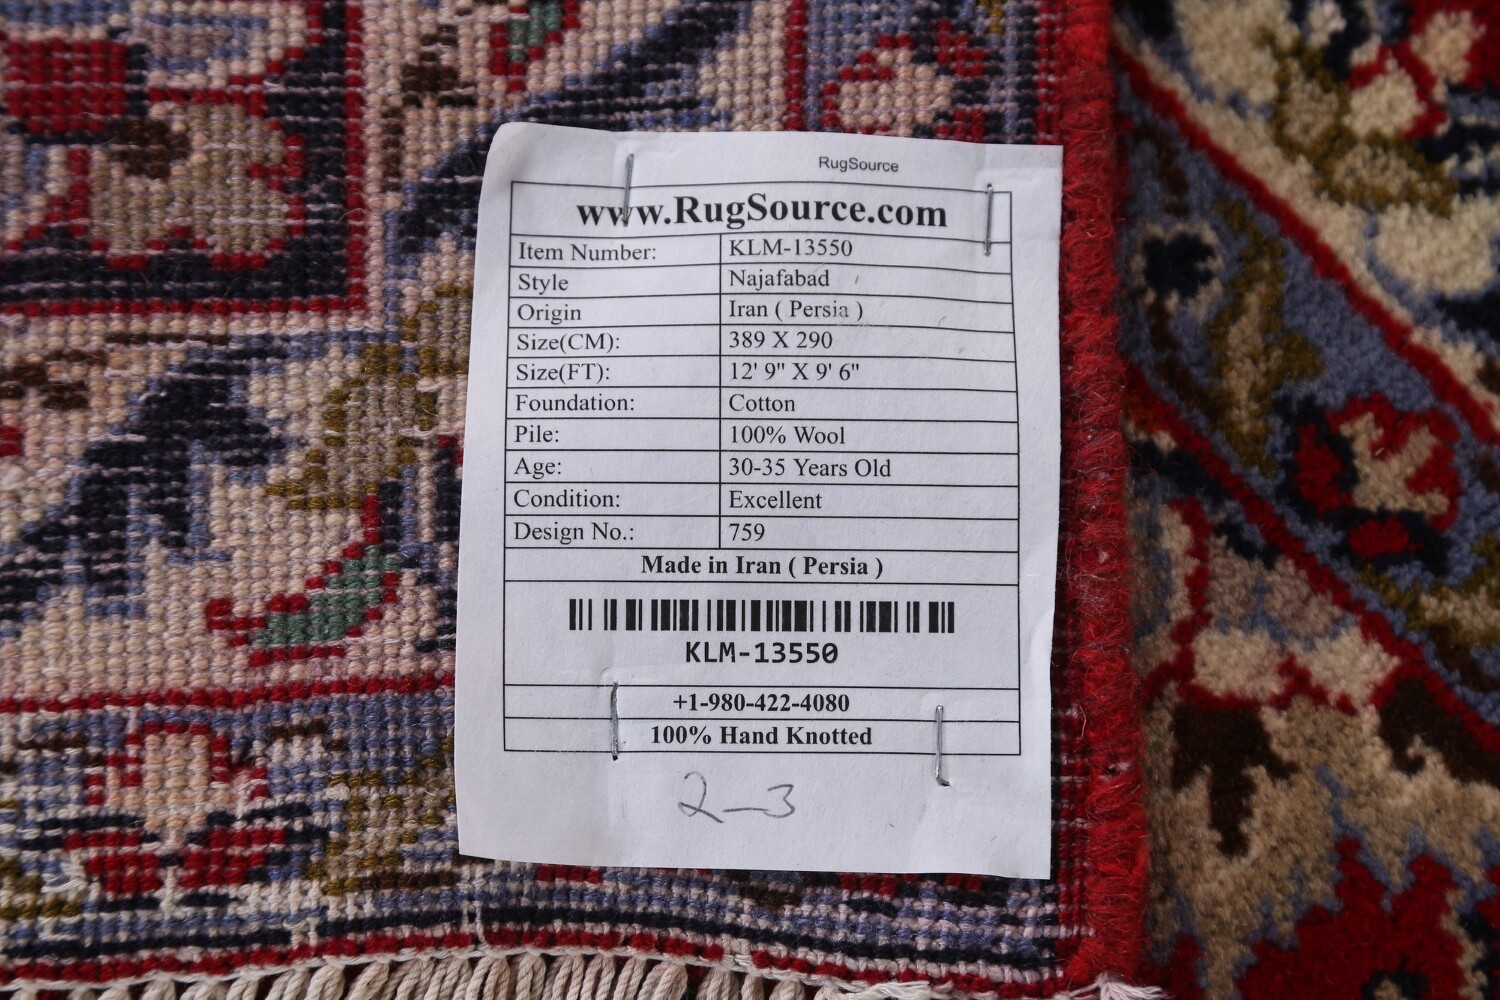 RugSource
www.RugSource.com
Item Number: KLM-13550
Style Najafabad
Origin Iran ( Persia )
Size(CM): 389 X 290
Size(FT): 12' 9" X 9' 6"
Foundation: Cotton
Pile: 100% Wool
Age: 30-35 Years Old
Condition: Excellent
Design No.: 759
Made in Iran ( Persia )
KLM-13550
+1-980-422-4080
100% Hand Knotted
2-3